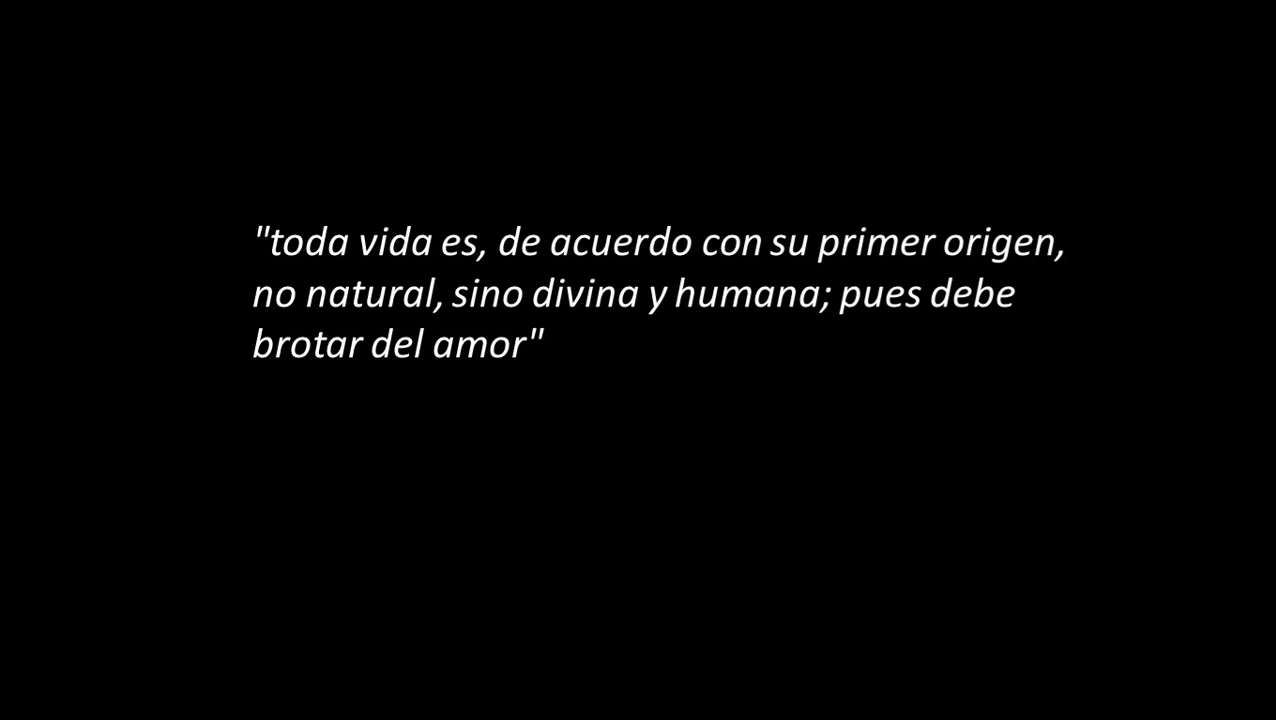 "toda vida es, de acuerdo con su primer origen,
no natural, sino divina y humana; pues debe
brotar del amor"